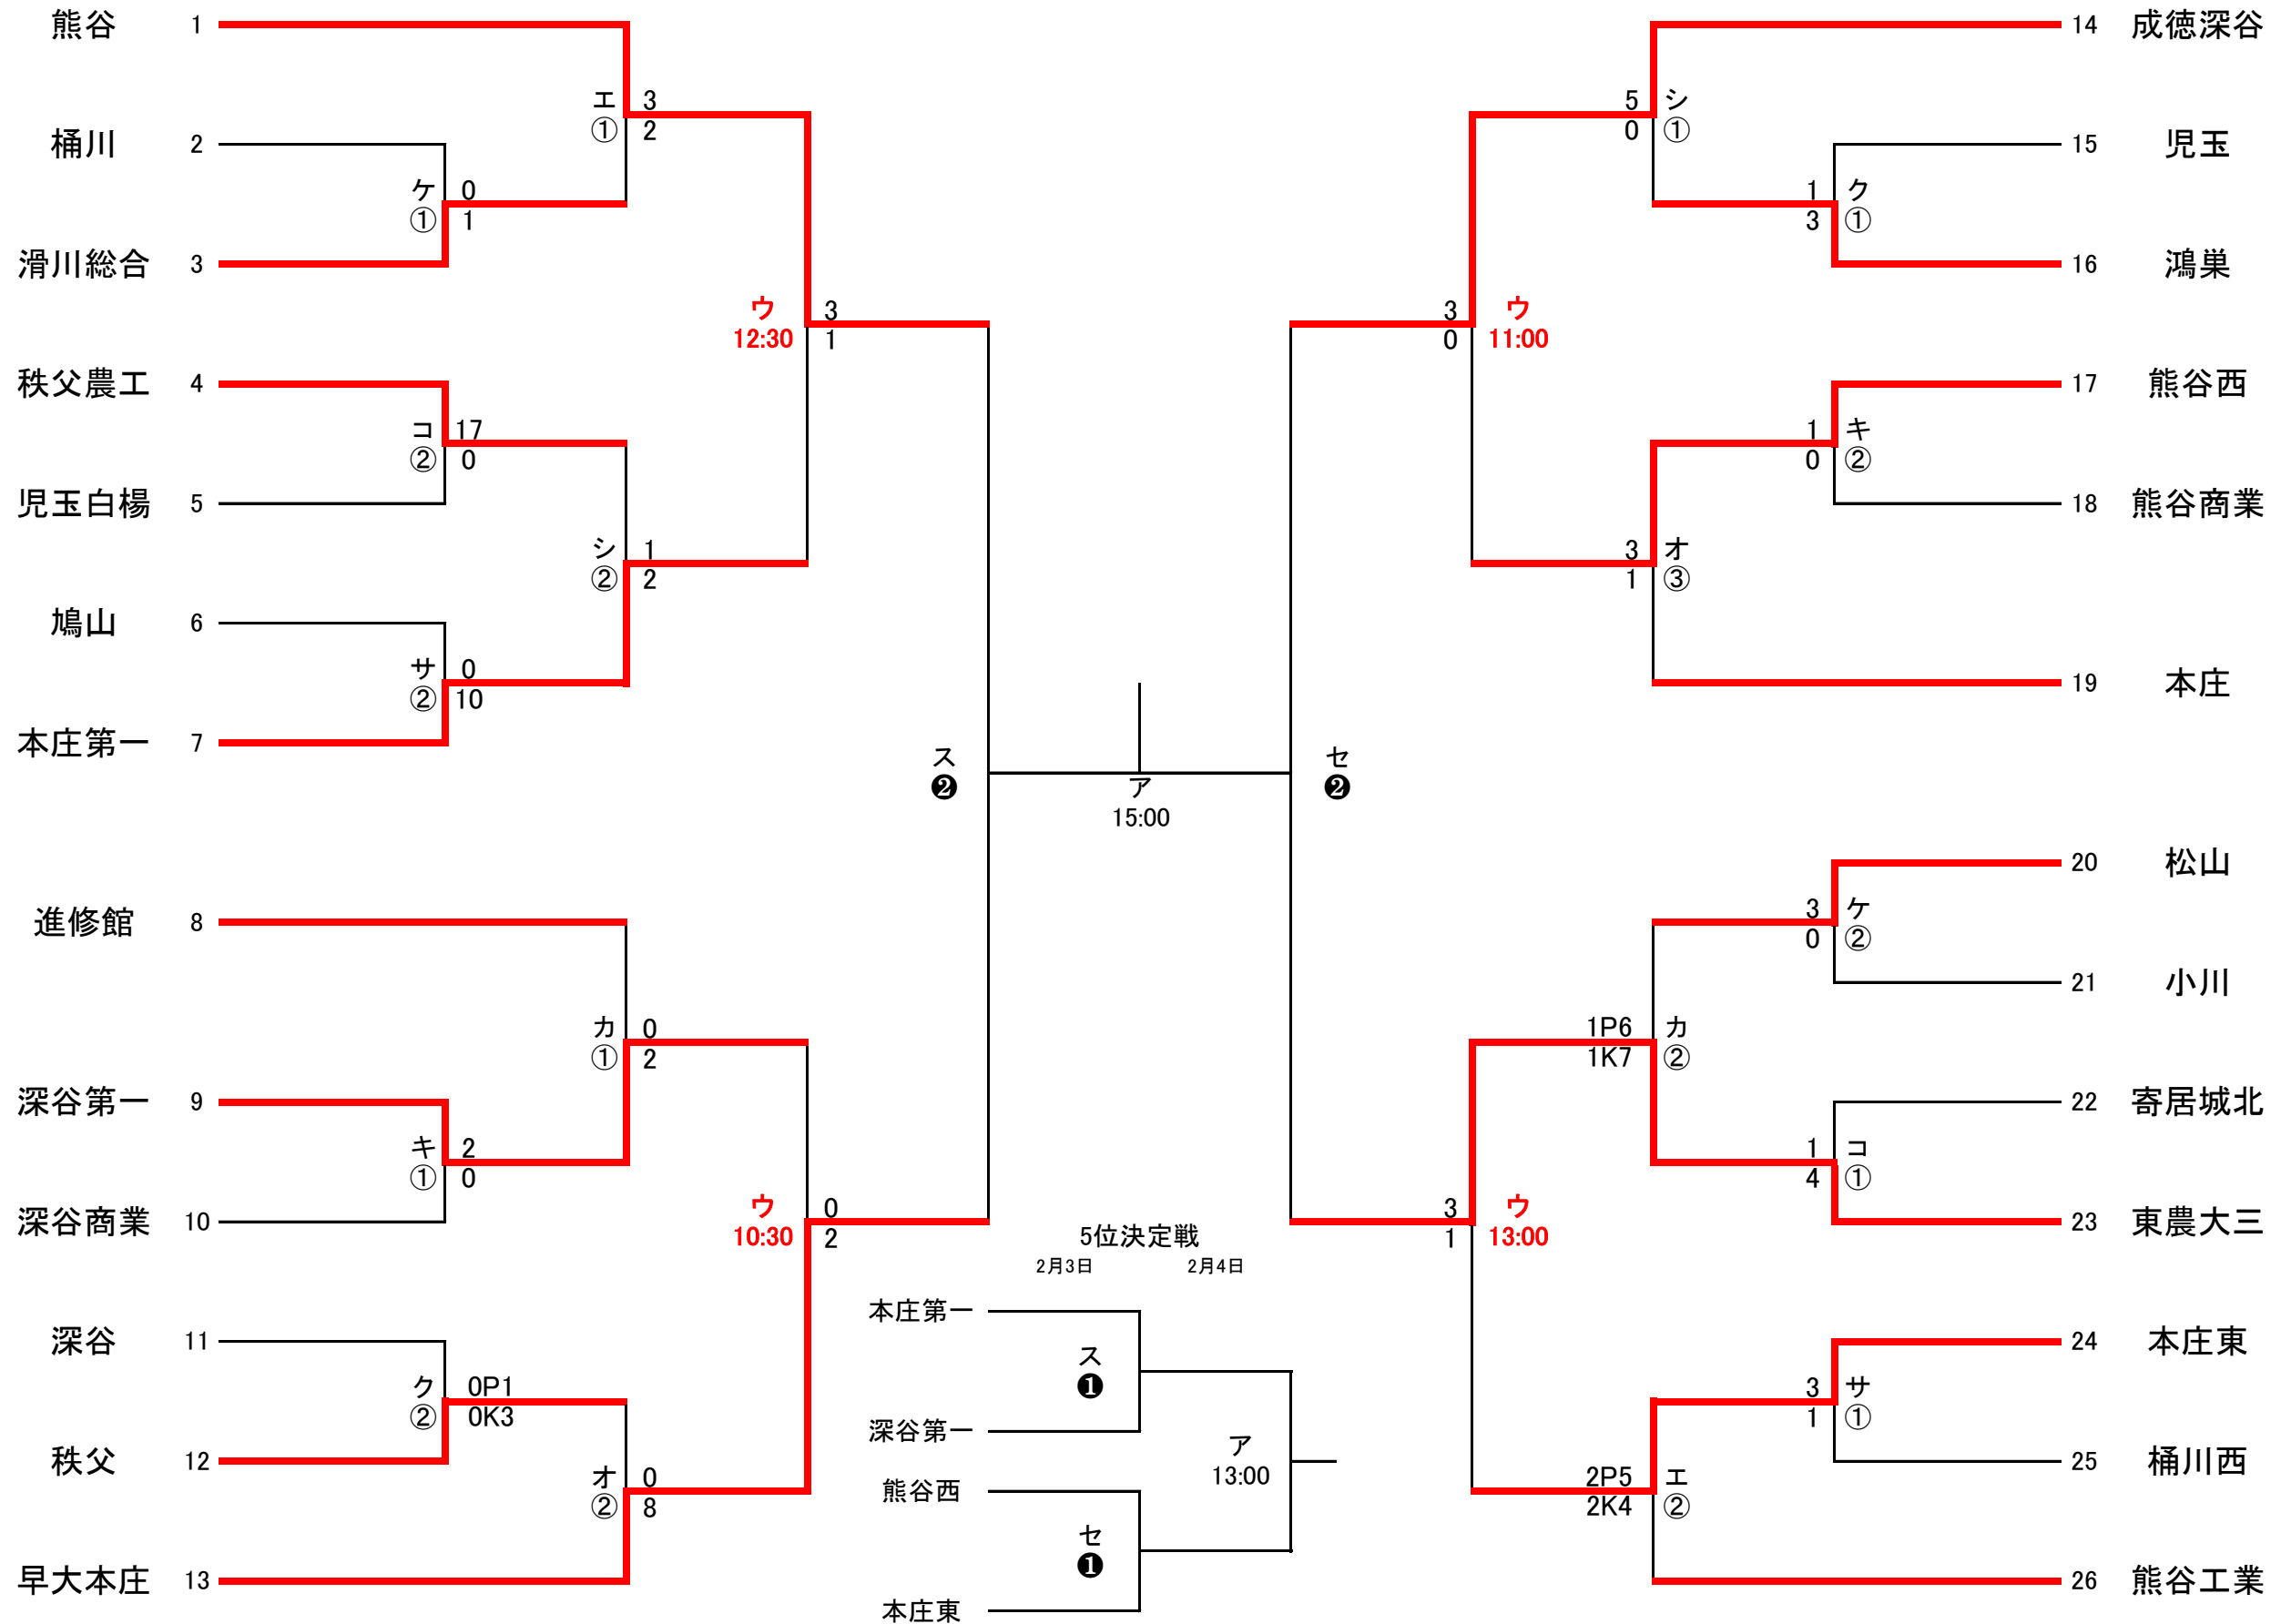 熊谷 1
桶川 2
滑川総合 3
秩父農工 4
児玉白楊 5
鳩山 6
本庄第一 7
進修館 8
深谷第一 9
深谷商業 10
深谷 11
秩父 12
早大本庄 13
ケ ① 0 1
コ ② 17 0
サ ② 0 10
キ ① 2 0
ク ② 0P1 0K3
エ ① 3 2
シ ② 1 2
カ ① 0 2
オ ② 0 8
ウ 12:30 3 1
ウ 10:30 0 2
ス ❷
ア
15:00
セ ❷
3 0 ウ 11:00
3 1 ウ 13:00
5 0 シ ①
3 1 オ ③
1P6 1K7 カ ②
2P5 2K4 エ ②
1 3 ク ①
1 0 キ ②
3 0 ケ ②
1 4 コ ①
3 1 サ ①
14 成徳深谷
15 児玉
16 鴻巣
17 熊谷西
18 熊谷商業
19 本庄
20 松山
21 小川
22 寄居城北
23 東農大三
24 本庄東
25 桶川西
26 熊谷工業
5位決定戦
2月3日 2月4日
本庄第一
ス ❶
深谷第一
熊谷西
セ ❶
本庄東
ア
13:00